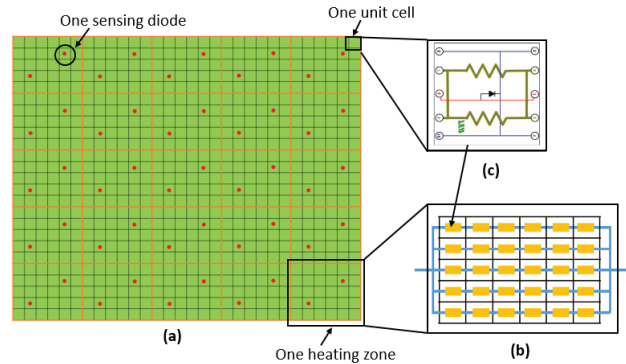 One sensing diode
One unit cell
(c)
(a)
(b)
One heating zone